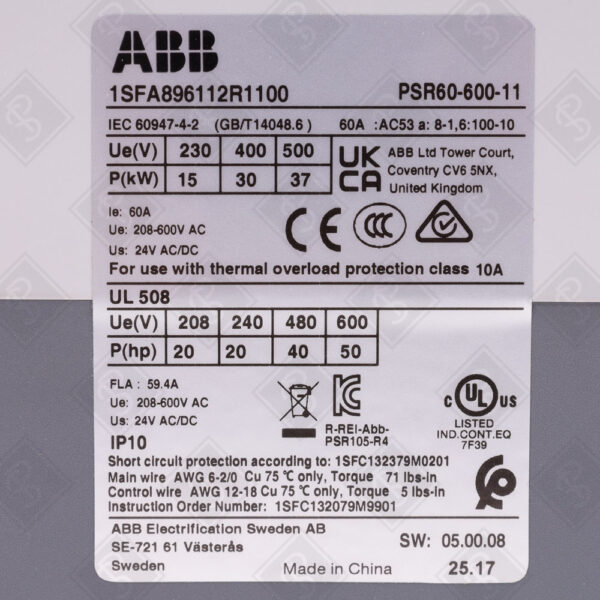 ABB
1SFA896112R1100 PSR60-600-11
IEC 60947-4-2 (GB/T14048.6) 60A :AC53 a: 8-1,6:100-10
Ue(V) 230 400 500
P(kW) 15 30 37
UK CA
ABB Ltd Tower Court,
Coventry CV6 5NX,
United Kingdom
Ie: 60A
Ue: 208-600V AC
Us: 24V AC/DC
CE CCC
For use with thermal overload protection class 10A
UL 508
Ue(V) 208 240 480 600
P(hp) 20 20 40 50
FLA : 59.4A
Ue: 208-600V AC
Us: 24V AC/DC
IP10
R-REI-Abb-
PSR105-R4
C UL US
LISTED
IND.CONT.EQ
7F39
Short circuit protection according to: 1SFC132379M0201
Main wire AWG 6-2/0 Cu 75 °C only, Torque 71 lbs-in
Control wire AWG 12-18 Cu 75 °C only, Torque 5 lbs-in
Instruction Order Number: 1SFC132079M9901
ABB Electrification Sweden AB
SE-721 61 Västerås
Sweden
SW: 05.00.08
Made in China 25.17